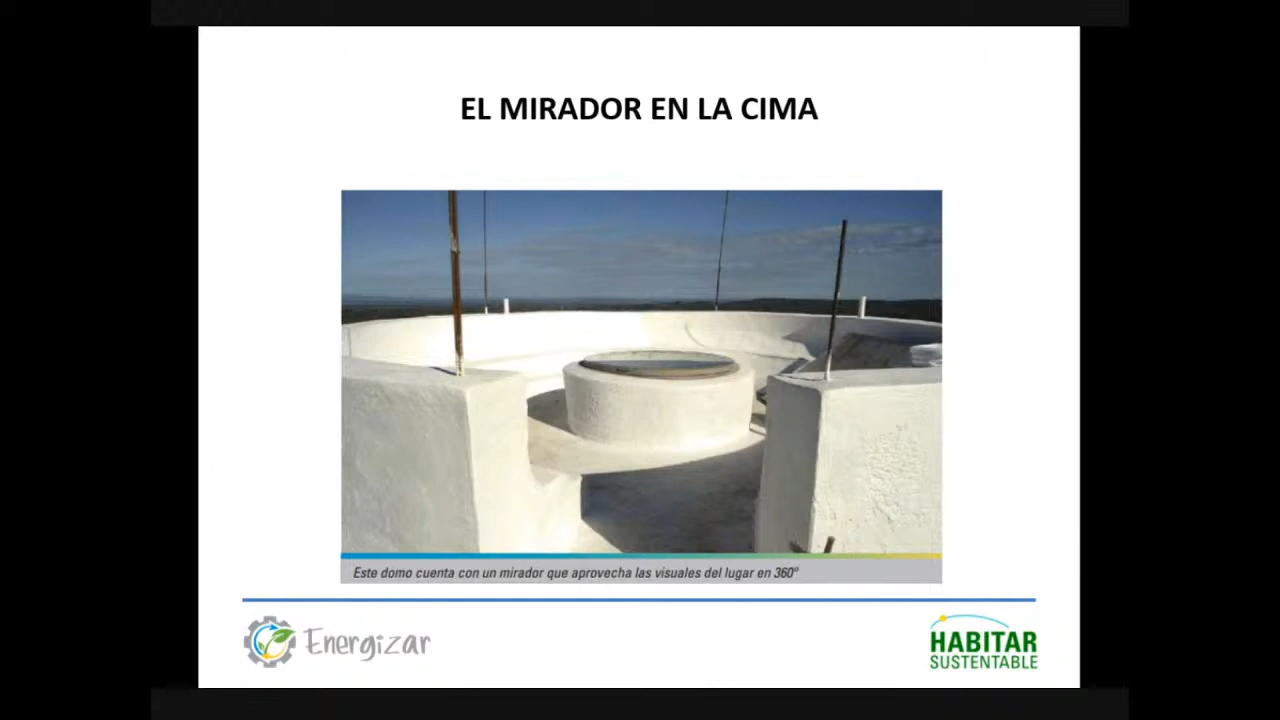 EL MIRADOR EN LA CIMA
Este domo cuenta con un mirador que aprovecha las visuales del lugar en 360º
Energizar
HABITAR
SUSTENTABLE